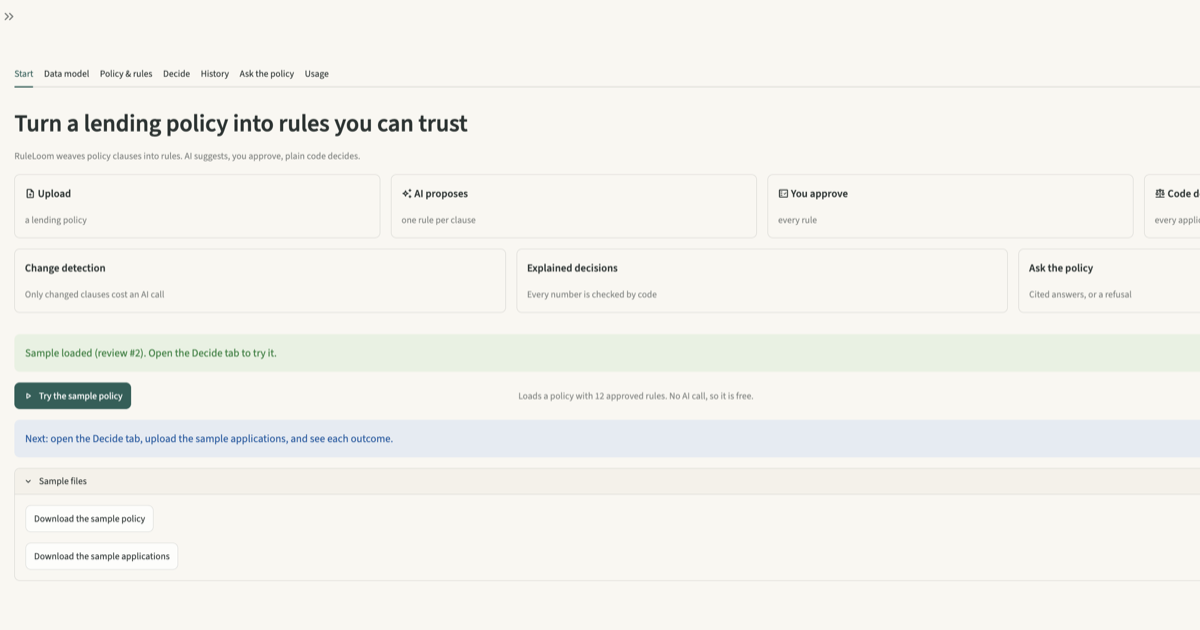 Start Data model Policy & rules Decide History Ask the policy Usage
Turn a lending policy into rules you can trust
RuleLoom weaves policy clauses into rules. AI suggests, you approve, plain code decides.
Upload AI proposes You approve Code d
a lending policy one rule per clause every rule every appli
Change detection Explained decisions Ask the policy
Only changed clauses cost an AI call Every number is checked by code Cited answers, or a refusal
Sample loaded (review #2). Open the Decide tab to try it.
Try the sample policy Loads a policy with 12 approved rules. No AI call, so it is free.
Next: open the Decide tab, upload the sample applications, and see each outcome.
Sample files
Download the sample policy
Download the sample applications